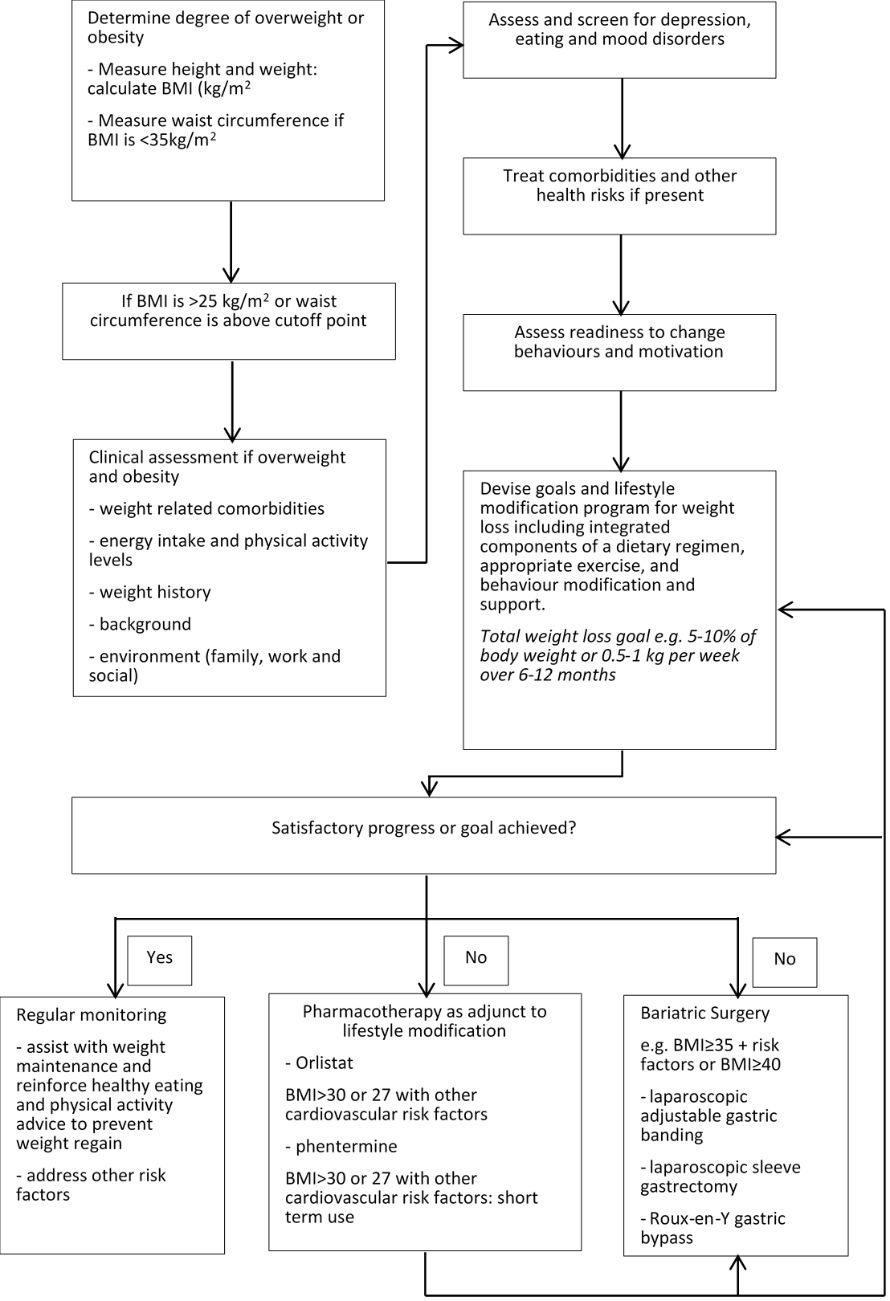 Determine degree of overweight or
obesity
- Measure height and weight:
calculate BMI (kg/m²
- Measure waist circumference if
BMI is <35kg/m²
If BMI is >25 kg/m² or waist
circumference is above cutoff point
Clinical assessment if overweight
and obesity
- weight related comorbidities
- energy intake and physical activity
levels
- weight history
- background
- environment (family, work and
social)
Assess and screen for depression,
eating and mood disorders
Treat comorbidities and other
health risks if present
Assess readiness to change
behaviours and motivation
Devise goals and lifestyle
modification program for weight
loss including integrated
components of a dietary regimen,
appropriate exercise, and
behaviour modification and
support.
Total weight loss goal e.g. 5-10% of
body weight or 0.5-1 kg per week
over 6-12 months
Satisfactory progress or goal achieved?
Yes
No
No
Regular monitoring
- assist with weight
maintenance and
reinforce healthy eating
and physical activity
advice to prevent
weight regain
- address other risk
factors
Pharmacotherapy as adjunct to
lifestyle modification
- Orlistat
BMI>30 or 27 with other
cardiovascular risk factors
- phentermine
BMI>30 or 27 with other
cardiovascular risk factors: short
term use
Bariatric Surgery
e.g. BMI≥35 + risk
factors or BMI≥40
- laparoscopic
adjustable gastric
banding
- laparoscopic sleeve
gastrectomy
- Roux-en-Y gastric
bypass